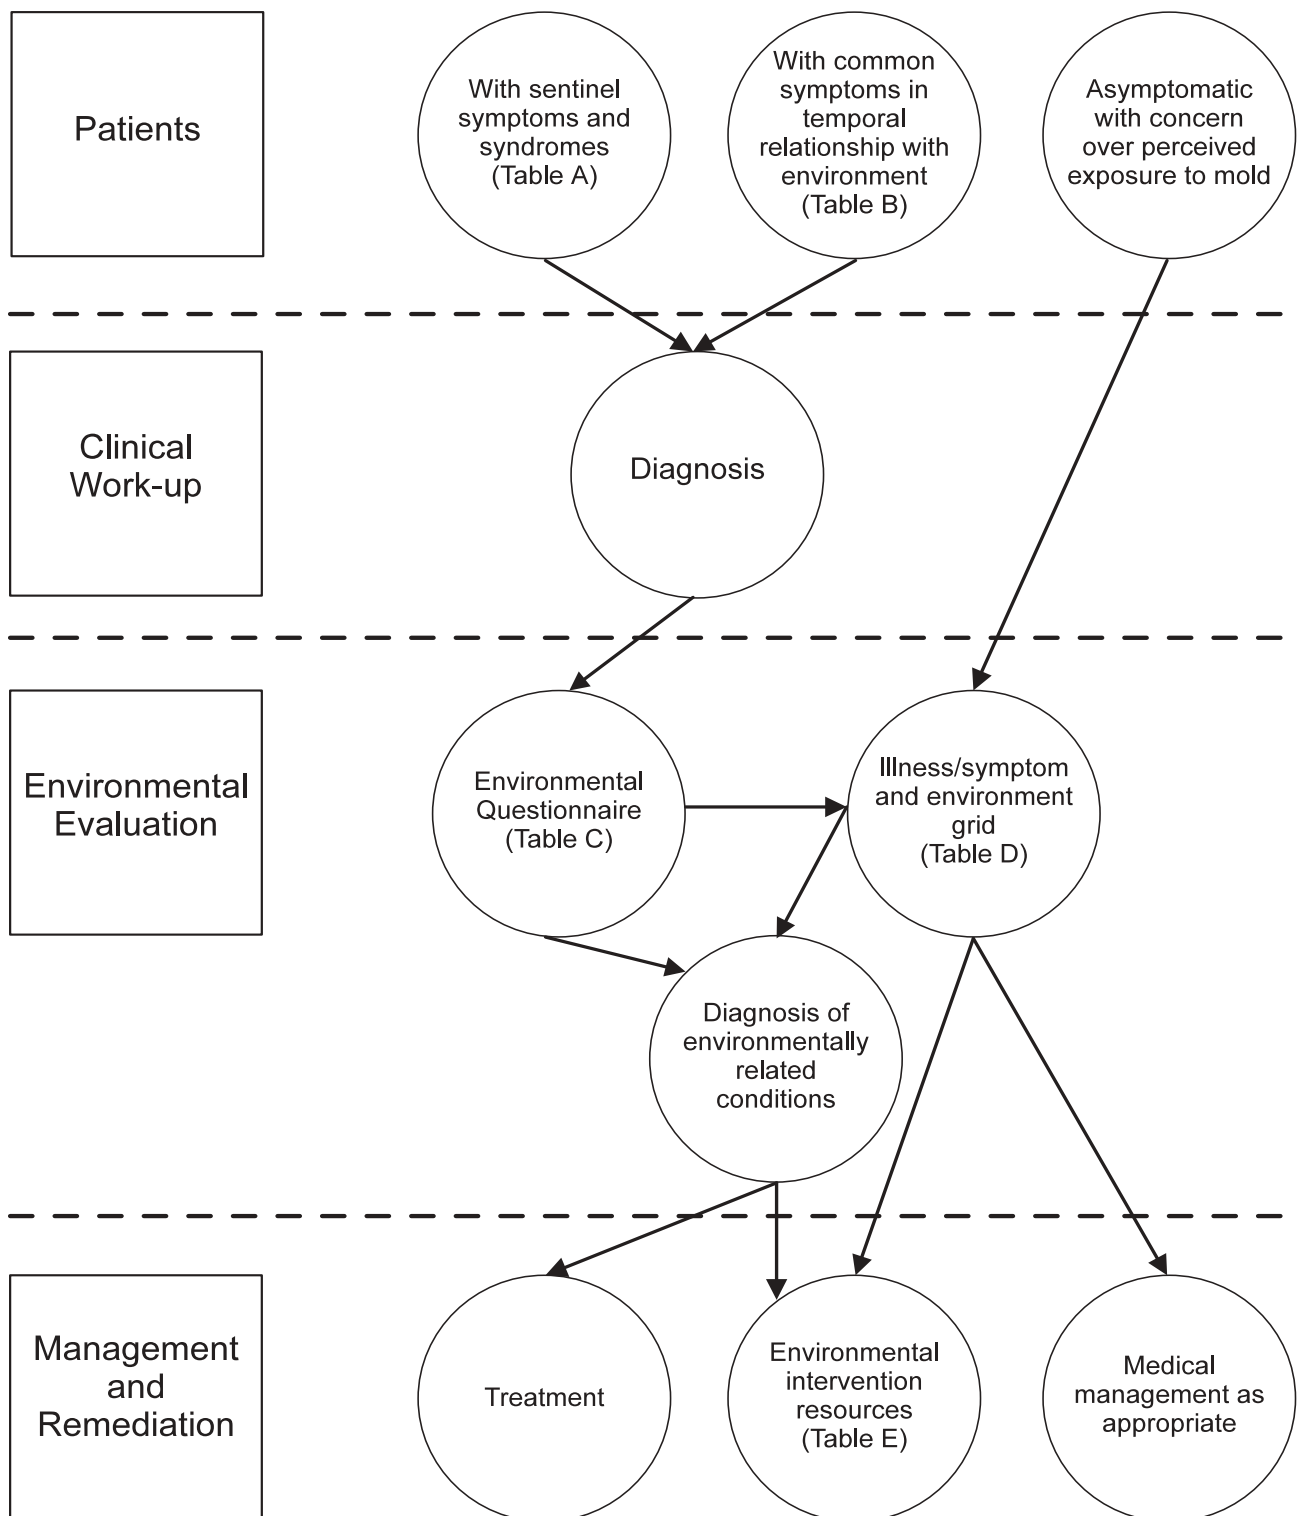 Patients
With sentinel
symptoms and
syndromes
(Table A)
With common
symptoms in
temporal
relationship with
environment
(Table B)
Asymptomatic
with concern
over perceived
exposure to mold
Clinical
Work-up
Diagnosis
Environmental
Evaluation
Environmental
Questionnaire
(Table C)
Illness/symptom
and environment
grid
(Table D)
Diagnosis of
environmentally
related
conditions
Management
and
Remediation
Treatment
Environmental
intervention
resources
(Table E)
Medical
management as
appropriate